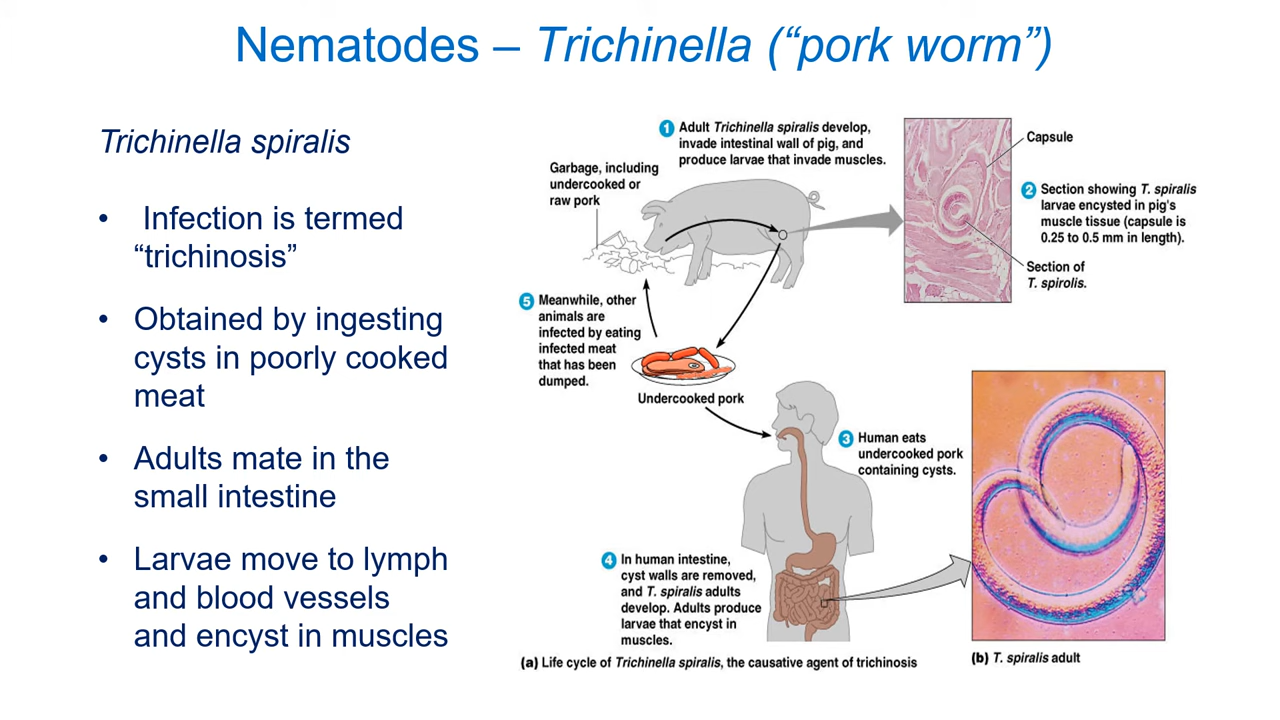 Nematodes – Trichinella (“pork worm”)
Trichinella spiralis
• Infection is termed
“trichinosis”
• Obtained by ingesting
cysts in poorly cooked
meat
• Adults mate in the
small intestine
• Larvae move to lymph
and blood vessels
and encyst in muscles
1 Adult Trichinella spiralis develop,
invade intestinal wall of pig, and
produce larvae that invade muscles.
Garbage, including
undercooked or
raw pork
Capsule
2 Section showing T. spiralis
larvae encysted in pig's
muscle tissue (capsule is
0.25 to 0.5 mm in length).
Section of
T. spirolis.
5 Meanwhile, other
animals are
infected by eating
infected meat
that has been
dumped.
Undercooked pork
3 Human eats
undercooked pork
containing cysts.
4 In human intestine,
cyst walls are removed,
and T. spiralis adults
develop. Adults produce
larvae that encyst in
muscles.
(a) Life cycle of Trichinella spiralis, the causative agent of trichinosis
(b) T. spiralis adult